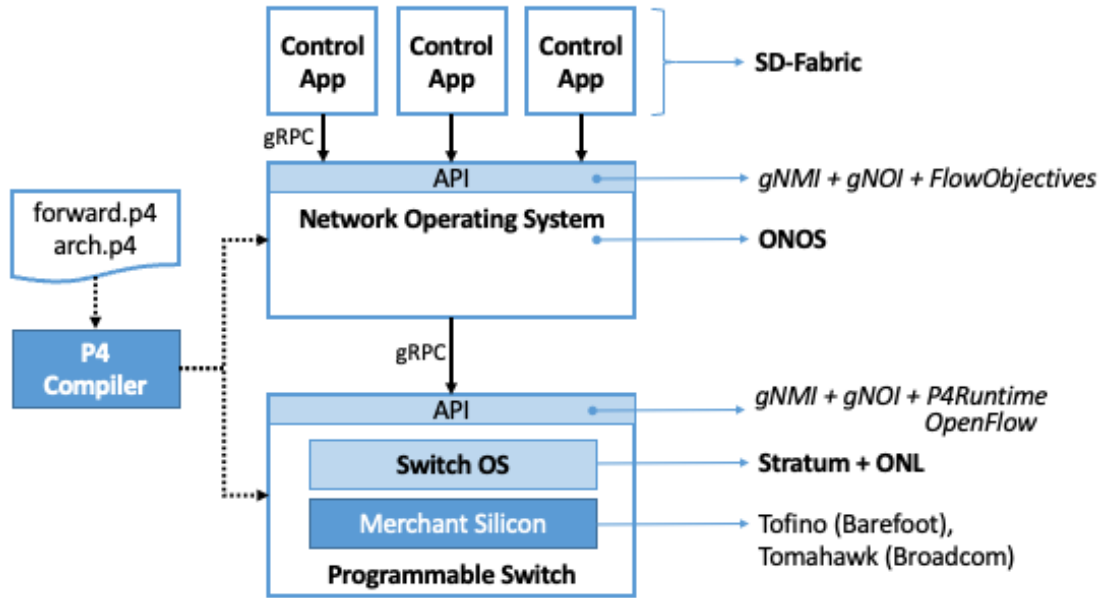 Control App
Control App
Control App
SD-Fabric
gRPC
API
gNMI + gNOI + FlowObjectives
forward.p4
arch.p4
Network Operating System
ONOS
P4
Compiler
gRPC
API
gNMI + gNOI + P4Runtime
OpenFlow
Switch OS
Stratum + ONL
Merchant Silicon
Tofino (Barefoot),
Tomahawk (Broadcom)
Programmable Switch